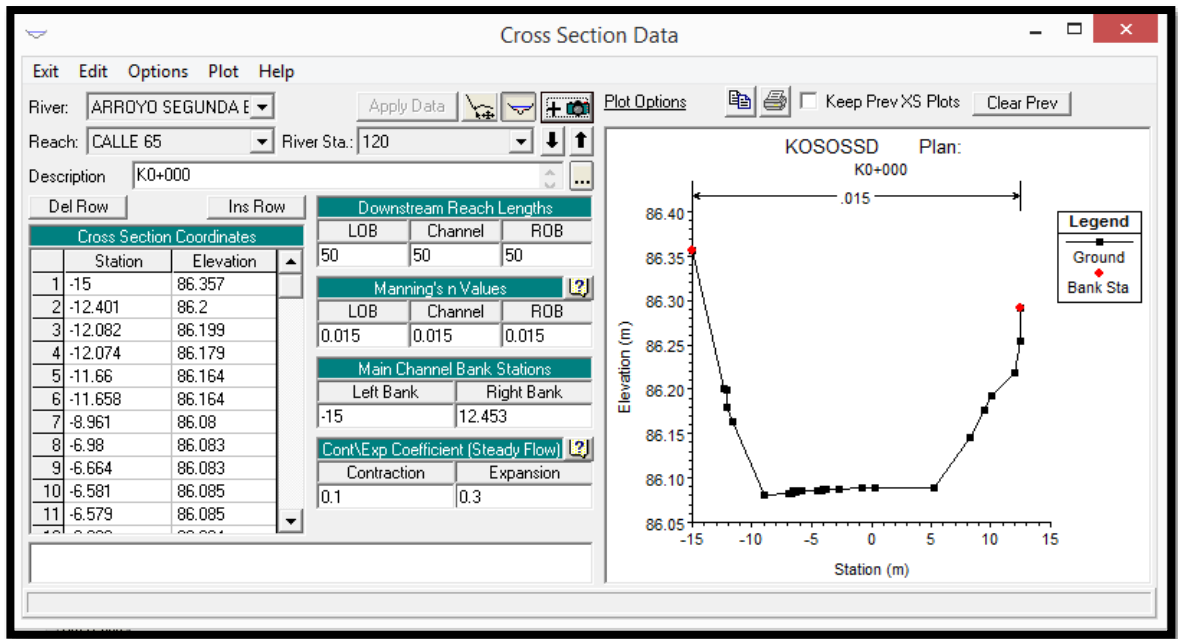 Cross Section Data
Exit Edit Options Plot Help
River: ARROYO SEGUNDA E
Apply Data
Plot Options
Keep Prev XS Plots
Clear Prev
Reach: CALLE 65
River Sta.: 120
Description K0+000
Del Row
Ins Row
Cross Section Coordinates
Station Elevation
1 -15 86.357
2 -12.401 86.2
3 -12.082 86.199
4 -12.074 86.179
5 -11.66 86.164
6 -11.658 86.164
7 -8.961 86.08
8 -6.98 86.083
9 -6.664 86.083
10 -6.581 86.085
11 -6.579 86.085
Downstream Reach Lengths
LOB Channel ROB
50 50 50
Manning's n Values
LOB Channel ROB
0.015 0.015 0.015
Main Channel Bank Stations
Left Bank Right Bank
-15 12.453
Cont\Exp Coefficient (Steady Flow)
Contraction Expansion
0.1 0.3
KOSOSSD Plan:
K0+000
.015
86.40
86.35
86.30
86.25
86.20
86.15
86.10
86.05
Elevation (m)
-15 -10 -5 0 5 10 15
Station (m)
Legend
Ground
Bank Sta